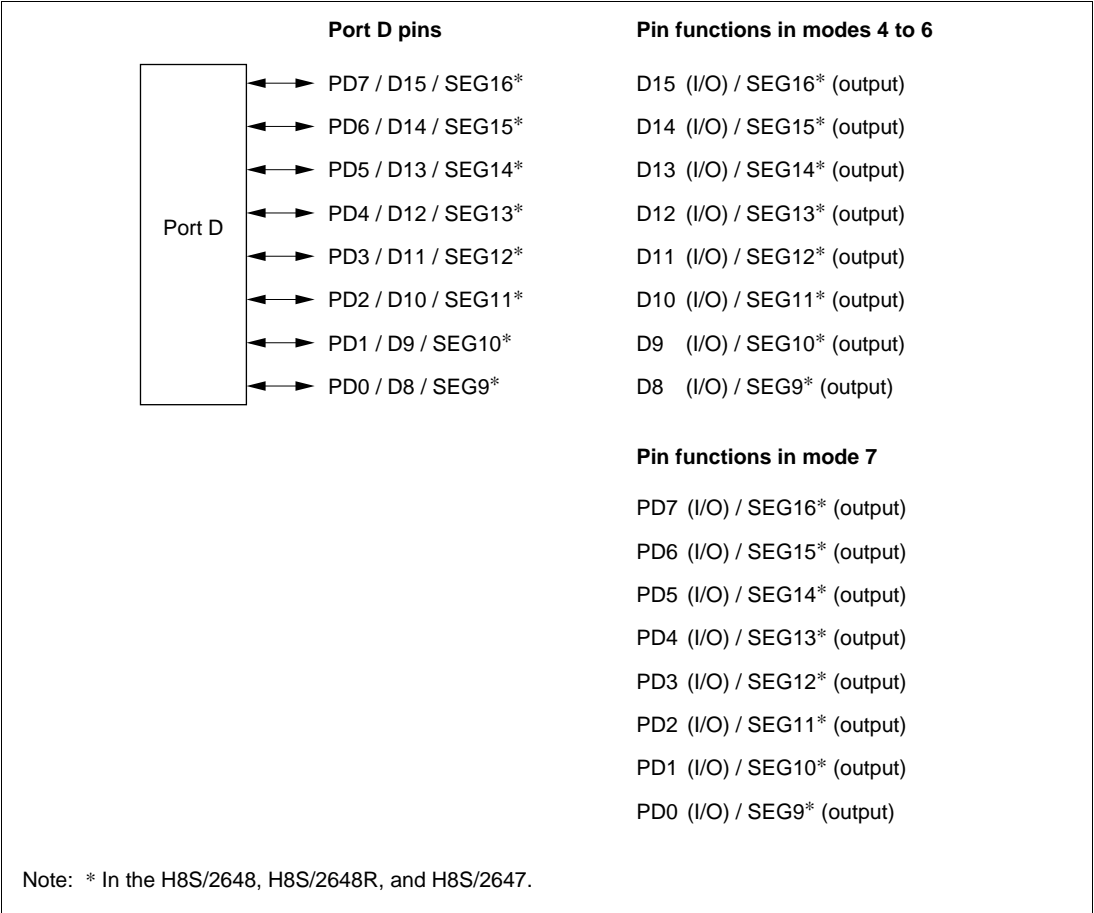 Port D pins Pin functions in modes 4 to 6
PD7 / D15 / SEG16* D15 (I/O) / SEG16* (output)
PD6 / D14 / SEG15* D14 (I/O) / SEG15* (output)
PD5 / D13 / SEG14* D13 (I/O) / SEG14* (output)
PD4 / D12 / SEG13* D12 (I/O) / SEG13* (output)
Port D
PD3 / D11 / SEG12* D11 (I/O) / SEG12* (output)
PD2 / D10 / SEG11* D10 (I/O) / SEG11* (output)
PD1 / D9 / SEG10* D9 (I/O) / SEG10* (output)
PD0 / D8 / SEG9* D8 (I/O) / SEG9* (output)
Pin functions in mode 7
PD7 (I/O) / SEG16* (output)
PD6 (I/O) / SEG15* (output)
PD5 (I/O) / SEG14* (output)
PD4 (I/O) / SEG13* (output)
PD3 (I/O) / SEG12* (output)
PD2 (I/O) / SEG11* (output)
PD1 (I/O) / SEG10* (output)
PD0 (I/O) / SEG9* (output)
Note: * In the H8S/2648, H8S/2648R, and H8S/2647.